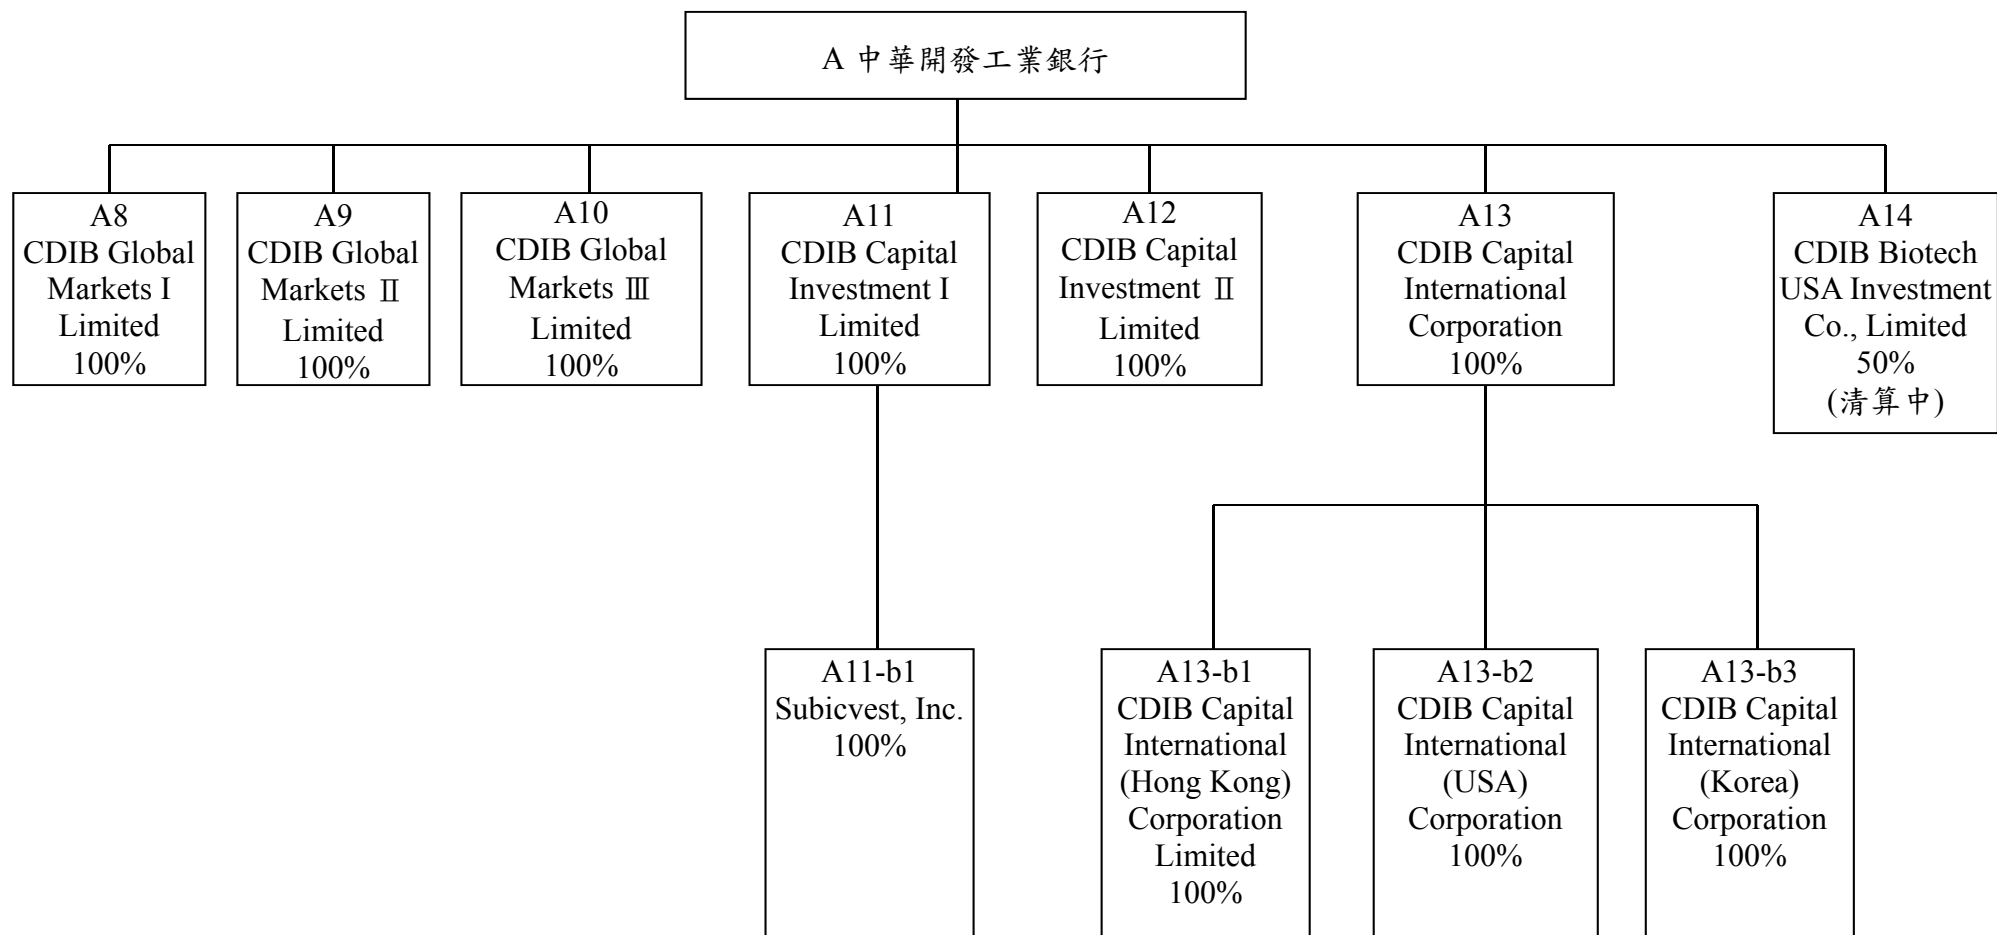 A 中華開發工業銀行
A8
CDIB Global
Markets I
Limited
100%
A9
CDIB Global
Markets Ⅱ
Limited
100%
A10
CDIB Global
Markets Ⅲ
Limited
100%
A11
CDIB Capital
Investment I
Limited
100%
A12
CDIB Capital
Investment Ⅱ
Limited
100%
A13
CDIB Capital
International
Corporation
100%
A14
CDIB Biotech
USA Investment
Co., Limited
50%
(清算中)
A11-b1
Subicvest, Inc.
100%
A13-b1
CDIB Capital
International
(Hong Kong)
Corporation
Limited
100%
A13-b2
CDIB Capital
International
(USA)
Corporation
100%
A13-b3
CDIB Capital
International
(Korea)
Corporation
100%